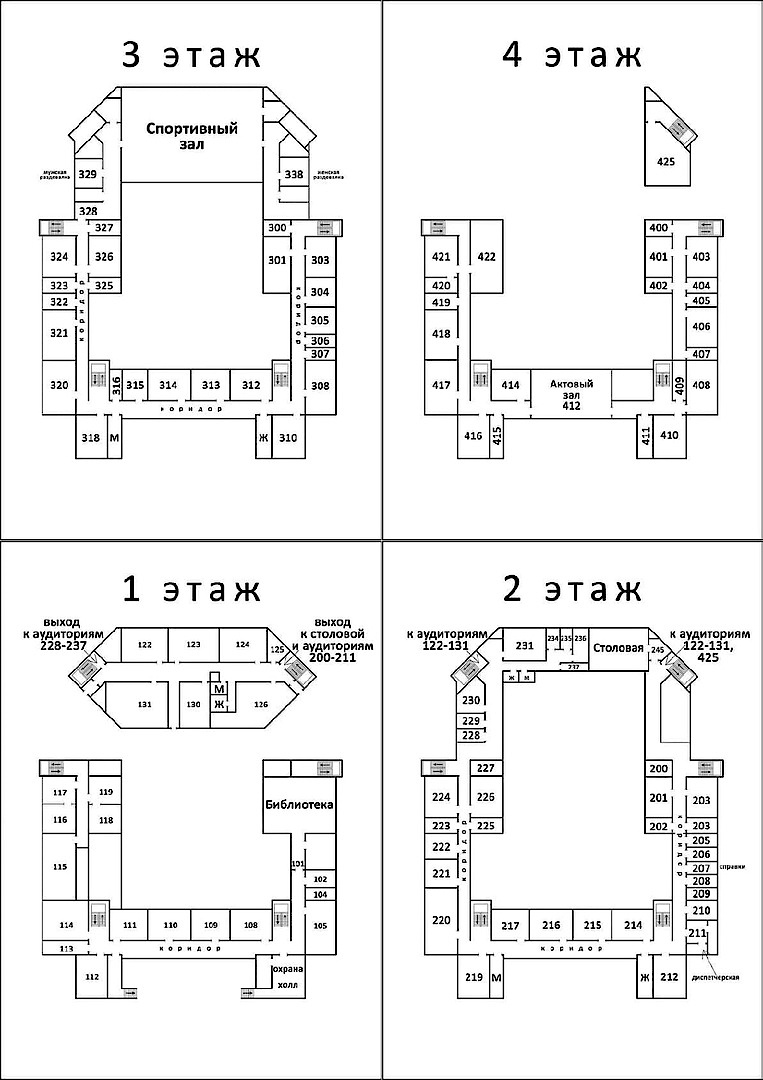 3 этаж
Спортивный
зал
мужская
раздевалка
329
338
женская
раздевалка
328
327
300
324
326
301
303
323
325
304
322
коридор
коридор
321
305
306
307
320
316
315
314
313
312
308
коридор
318
М
Ж
310
4 этаж
425
400
421
422
401
403
420
402
404
419
405
418
406
407
417
414
Актовый
зал
412
409
408
416
415
411
410
1 этаж
выход
к аудиториям
228-237
выход
к столовой
и аудиториям
200-211
122
123
124
125
131
130
М
Ж
126
117
119
Библиотека
116
118
115
101
102
104
114
111
110
109
108
105
113
коридор
112
охрана
холл
2 этаж
к аудиториям
122-131
к аудиториям
122-131,
425
231
234
235
236
Столовая
245
237
Ж
М
230
229
228
227
200
224
226
201
203
223
225
202
203
коридор
коридор
222
205
206
221
207
справки
208
209
220
217
216
215
214
210
211
коридор
219
М
Ж
212
диспетчерская